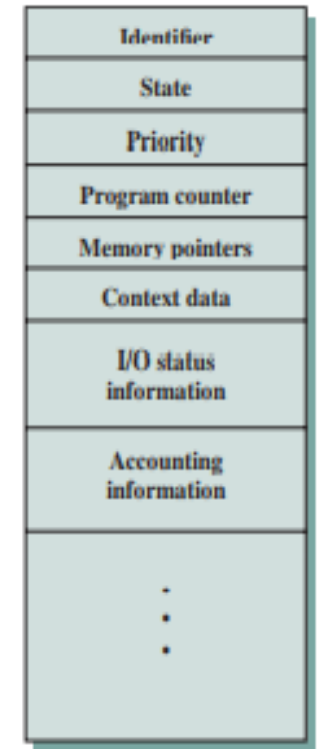 Identifier
State
Priority
Program counter
Memory pointers
Context data
I/O status
information
Accounting
information